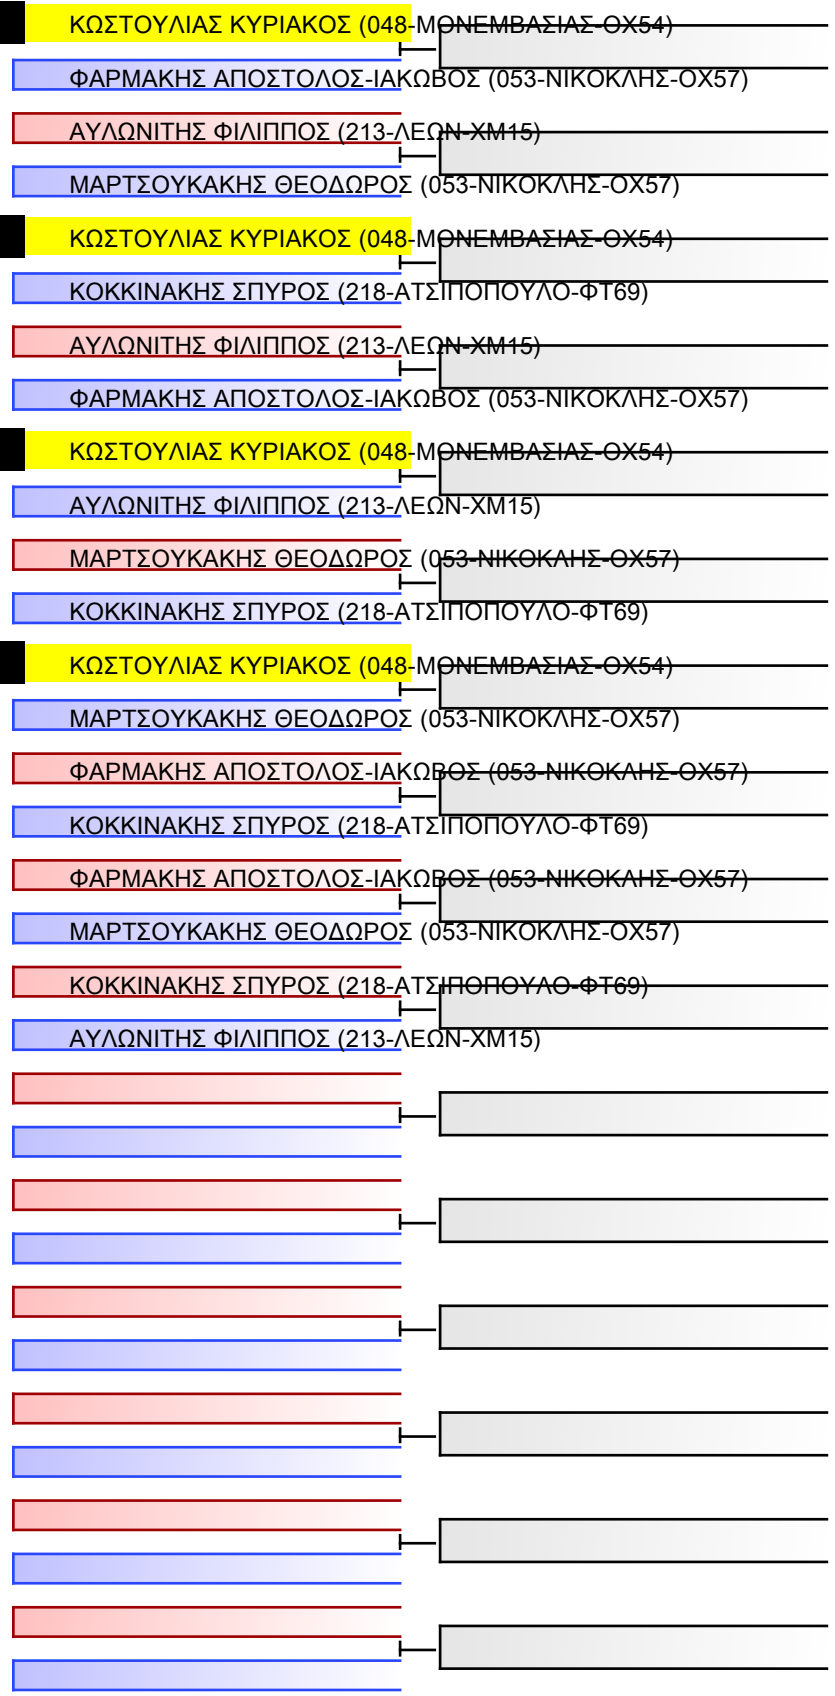 ΚΩΣΤΟΥΛΙΑΣ ΚΥΡΙΑΚΟΣ (048-ΜΟΝΕΜΒΑΣΙΑΣ-ΟΧ54)
ΦΑΡΜΑΚΗΣ ΑΠΟΣΤΟΛΟΣ-ΙΑΚΩΒΟΣ (053-ΝΙΚΟΚΛΗΣ-ΟΧ57)
ΑΥΛΩΝΙΤΗΣ ΦΙΛΙΠΠΟΣ (213-ΛΕΩΝ-ΧΜ15)
ΜΑΡΤΣΟΥΚΑΚΗΣ ΘΕΟΔΩΡΟΣ (053-ΝΙΚΟΚΛΗΣ-ΟΧ57)
ΚΩΣΤΟΥΛΙΑΣ ΚΥΡΙΑΚΟΣ (048-ΜΟΝΕΜΒΑΣΙΑΣ-ΟΧ54)
ΚΟΚΚΙΝΑΚΗΣ ΣΠΥΡΟΣ (218-ΑΤΣΙΠΟΠΟΥΛΟ-ΦΤ69)
ΑΥΛΩΝΙΤΗΣ ΦΙΛΙΠΠΟΣ (213-ΛΕΩΝ-ΧΜ15)
ΦΑΡΜΑΚΗΣ ΑΠΟΣΤΟΛΟΣ-ΙΑΚΩΒΟΣ (053-ΝΙΚΟΚΛΗΣ-ΟΧ57)
ΚΩΣΤΟΥΛΙΑΣ ΚΥΡΙΑΚΟΣ (048-ΜΟΝΕΜΒΑΣΙΑΣ-ΟΧ54)
ΑΥΛΩΝΙΤΗΣ ΦΙΛΙΠΠΟΣ (213-ΛΕΩΝ-ΧΜ15)
ΜΑΡΤΣΟΥΚΑΚΗΣ ΘΕΟΔΩΡΟΣ (053-ΝΙΚΟΚΛΗΣ-ΟΧ57)
ΚΟΚΚΙΝΑΚΗΣ ΣΠΥΡΟΣ (218-ΑΤΣΙΠΟΠΟΥΛΟ-ΦΤ69)
ΚΩΣΤΟΥΛΙΑΣ ΚΥΡΙΑΚΟΣ (048-ΜΟΝΕΜΒΑΣΙΑΣ-ΟΧ54)
ΜΑΡΤΣΟΥΚΑΚΗΣ ΘΕΟΔΩΡΟΣ (053-ΝΙΚΟΚΛΗΣ-ΟΧ57)
ΦΑΡΜΑΚΗΣ ΑΠΟΣΤΟΛΟΣ-ΙΑΚΩΒΟΣ (053-ΝΙΚΟΚΛΗΣ-ΟΧ57)
ΚΟΚΚΙΝΑΚΗΣ ΣΠΥΡΟΣ (218-ΑΤΣΙΠΟΠΟΥΛΟ-ΦΤ69)
ΦΑΡΜΑΚΗΣ ΑΠΟΣΤΟΛΟΣ-ΙΑΚΩΒΟΣ (053-ΝΙΚΟΚΛΗΣ-ΟΧ57)
ΜΑΡΤΣΟΥΚΑΚΗΣ ΘΕΟΔΩΡΟΣ (053-ΝΙΚΟΚΛΗΣ-ΟΧ57)
ΚΟΚΚΙΝΑΚΗΣ ΣΠΥΡΟΣ (218-ΑΤΣΙΠΟΠΟΥΛΟ-ΦΤ69)
ΑΥΛΩΝΙΤΗΣ ΦΙΛΙΠΠΟΣ (213-ΛΕΩΝ-ΧΜ15)